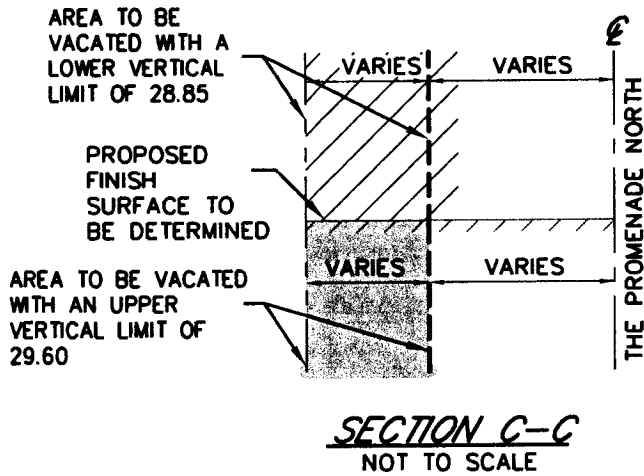 AREA TO BE
VACATED WITH A
LOWER VERTICAL
LIMIT OF 28.85
℄
VARIES
VARIES
PROPOSED
FINISH
SURFACE TO
BE DETERMINED
THE PROMENADE NORTH
AREA TO BE VACATED
WITH AN UPPER
VERTICAL LIMIT OF
29.60
VARIES
VARIES
SECTION C-C
NOT TO SCALE